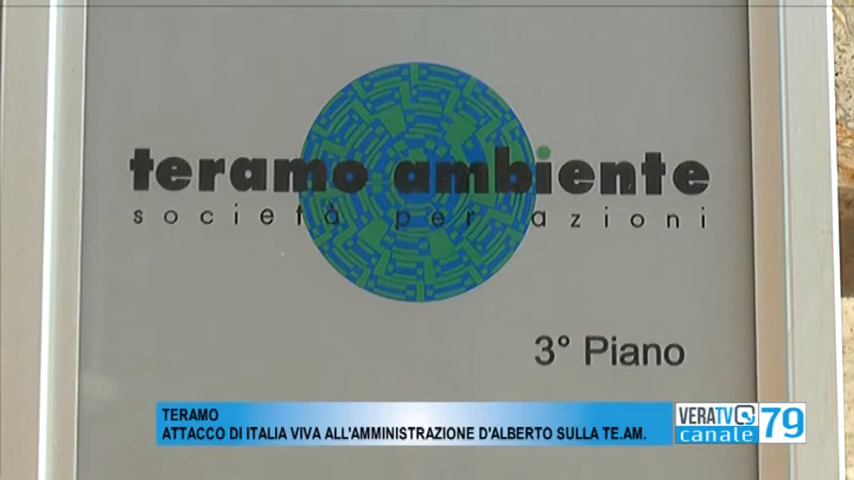 teramo ambiente
società per azioni
3° Piano
TERAMO
ATTACCO DI ITALIA VIVA ALL'AMMINISTRAZIONE D'ALBERTO SULLA TE.AM.
VERATV
canale
79